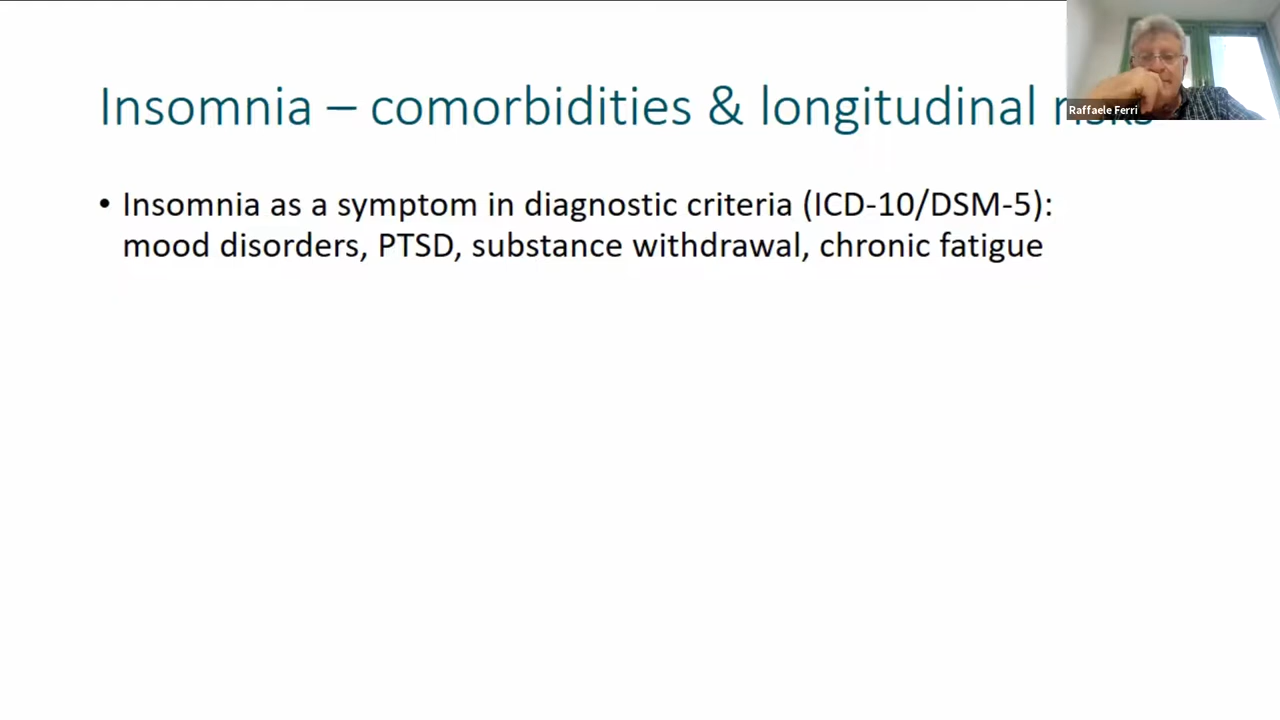 Insomnia – comorbidities & longitudinal risks
Raffaele Ferri
• Insomnia as a symptom in diagnostic criteria (ICD-10/DSM-5):
mood disorders, PTSD, substance withdrawal, chronic fatigue